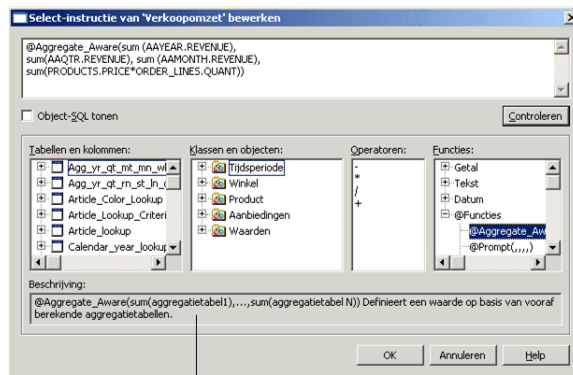 Select-instructie van 'Verkoopomzet' bewerken
@Aggregate_Aware(sum (AAYEAR.REVENUE),
sum(AAQTR.REVENUE), sum (AAMONTH.REVENUE),
sum(PRODUCTS.PRICE*ORDER_LINES.QUANT))
Object-SQL tonen
Controleren
Tabellen en kolommen:
Klassen en objecten:
Operatoren:
Functies:
Agg_yr_qt_mt_mn_wl
Agg_yr_qt_rn_st_ln_c
Article_Color_Lookup
Article_Lookup_Criteri
Article_lookup
Calendar_year_lookup
Tijdsperiode
Winkel
Product
Aanbiedingen
Waarden
-
*
/
+
Getal
Tekst
Datum
@Functies
@Aggregate_Aw
@Prompt(,,,,)
Beschrijving:
@Aggregate_Aware(sum(aggregatietabel1),...,sum(aggregatietabel N)) Definieert een waarde op basis van vooraf
berekende aggregatietabellen.
OK
Annuleren
Help